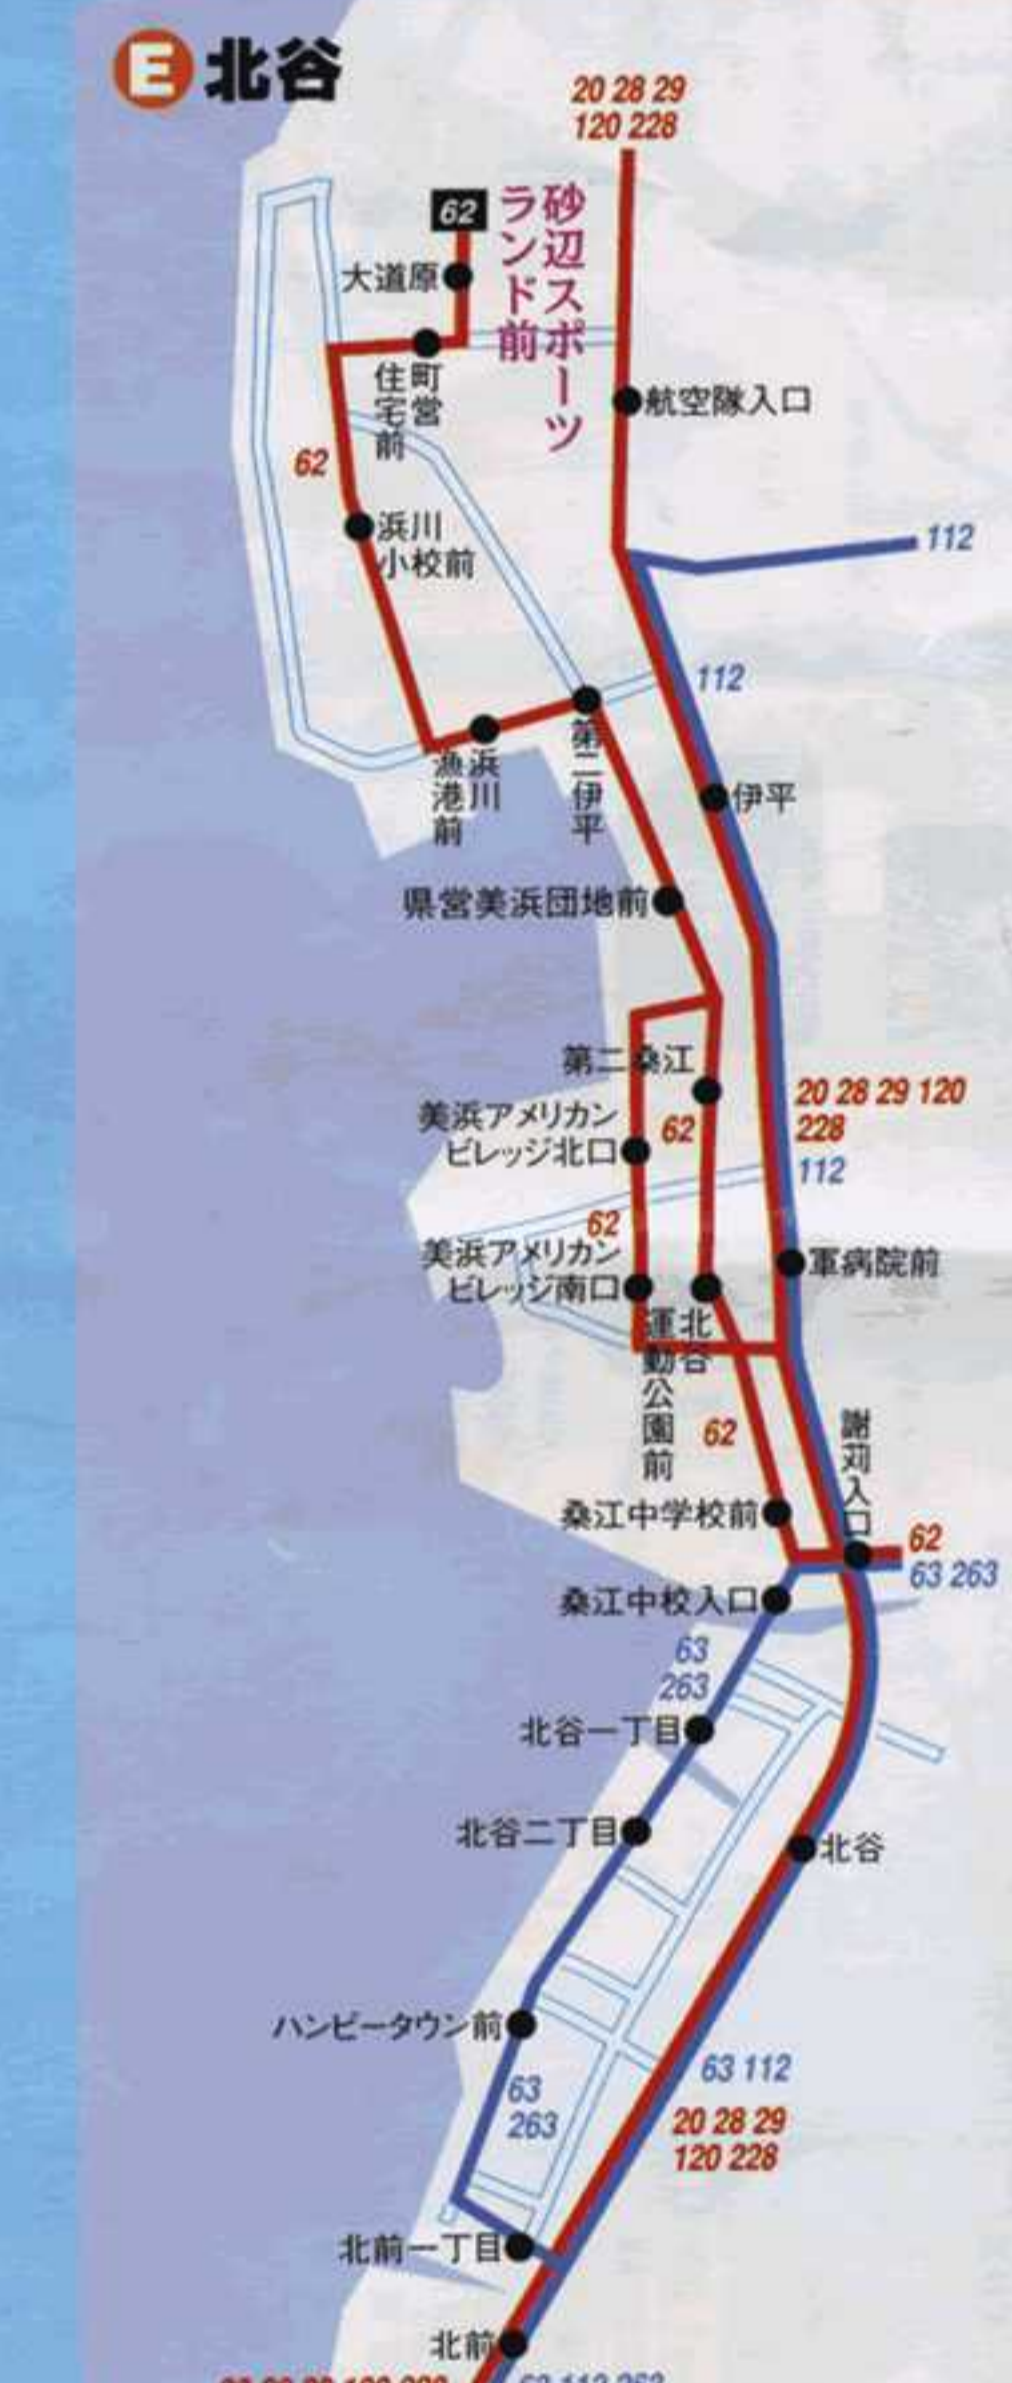 E 北谷
20 28 29
120 228
62
砂辺スポーツ
ランド前
大道原
町営
住宅前
航空隊入口
62
浜川
小校前
112
112
浜川
漁港前
第二伊平
伊平
県営美浜団地前
第二桑江
美浜アメリカン
ビレッジ北口
62
20 28 29 120
228
112
62
美浜アメリカン
ビレッジ南口
軍病院前
北谷
運動公園前
62
謝苅入口
桑江中学校前
62
63 263
桑江中校入口
63
263
北谷一丁目
北谷二丁目
北谷
ハンビータウン前
63
263
63 112
20 28 29
120 228
北前一丁目
北前